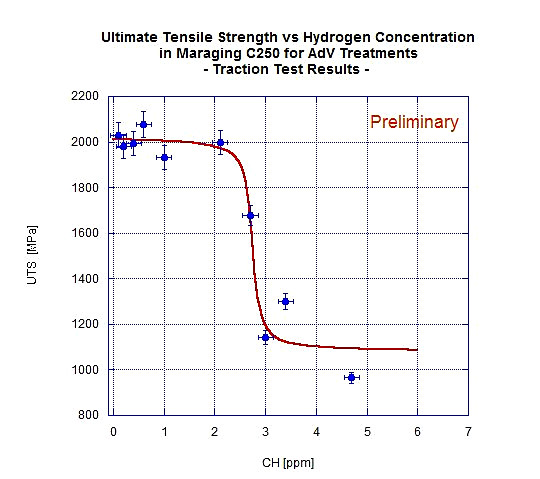 Ultimate Tensile Strength vs Hydrogen Concentration
in Maraging C250 for AdV Treatments
- Traction Test Results -
Preliminary
2200
2000
1800
1600
1400
1200
1000
800
UTS [MPa]
0 1 2 3 4 5 6 7
CH [ppm]